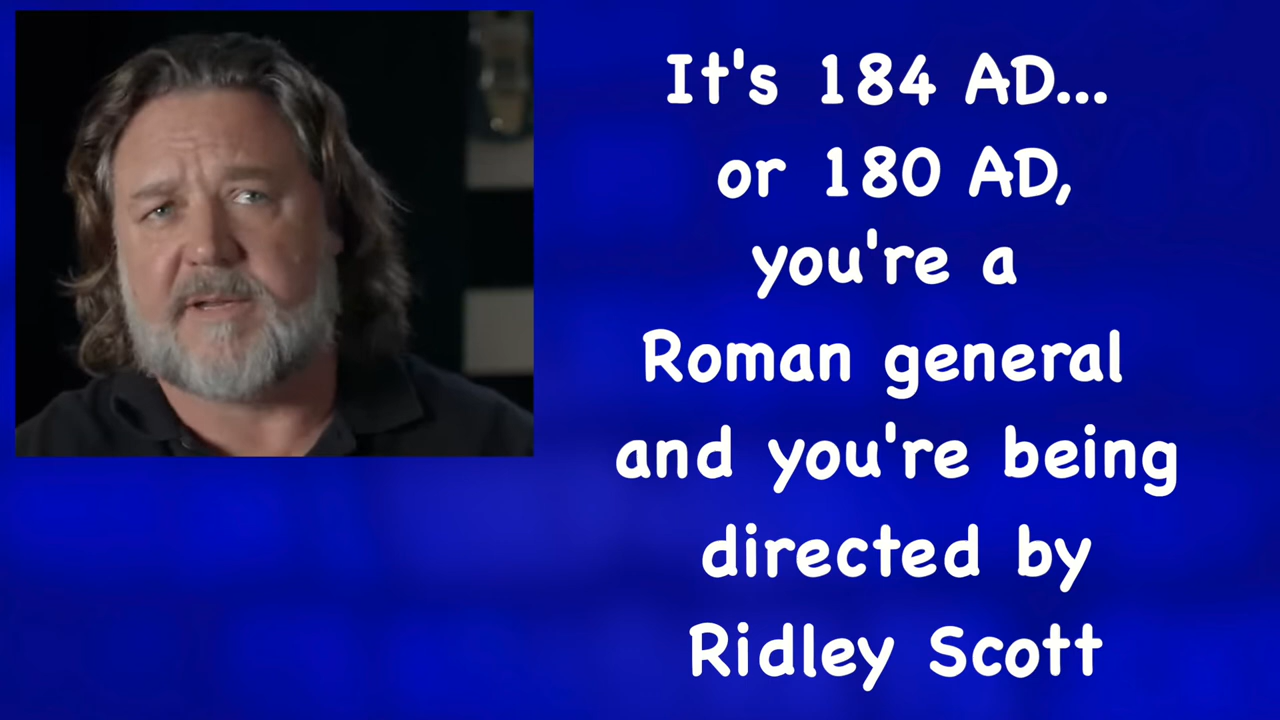 It's 184 AD...
or 180 AD,
you're a
Roman general
and you're being
directed by
Ridley Scott